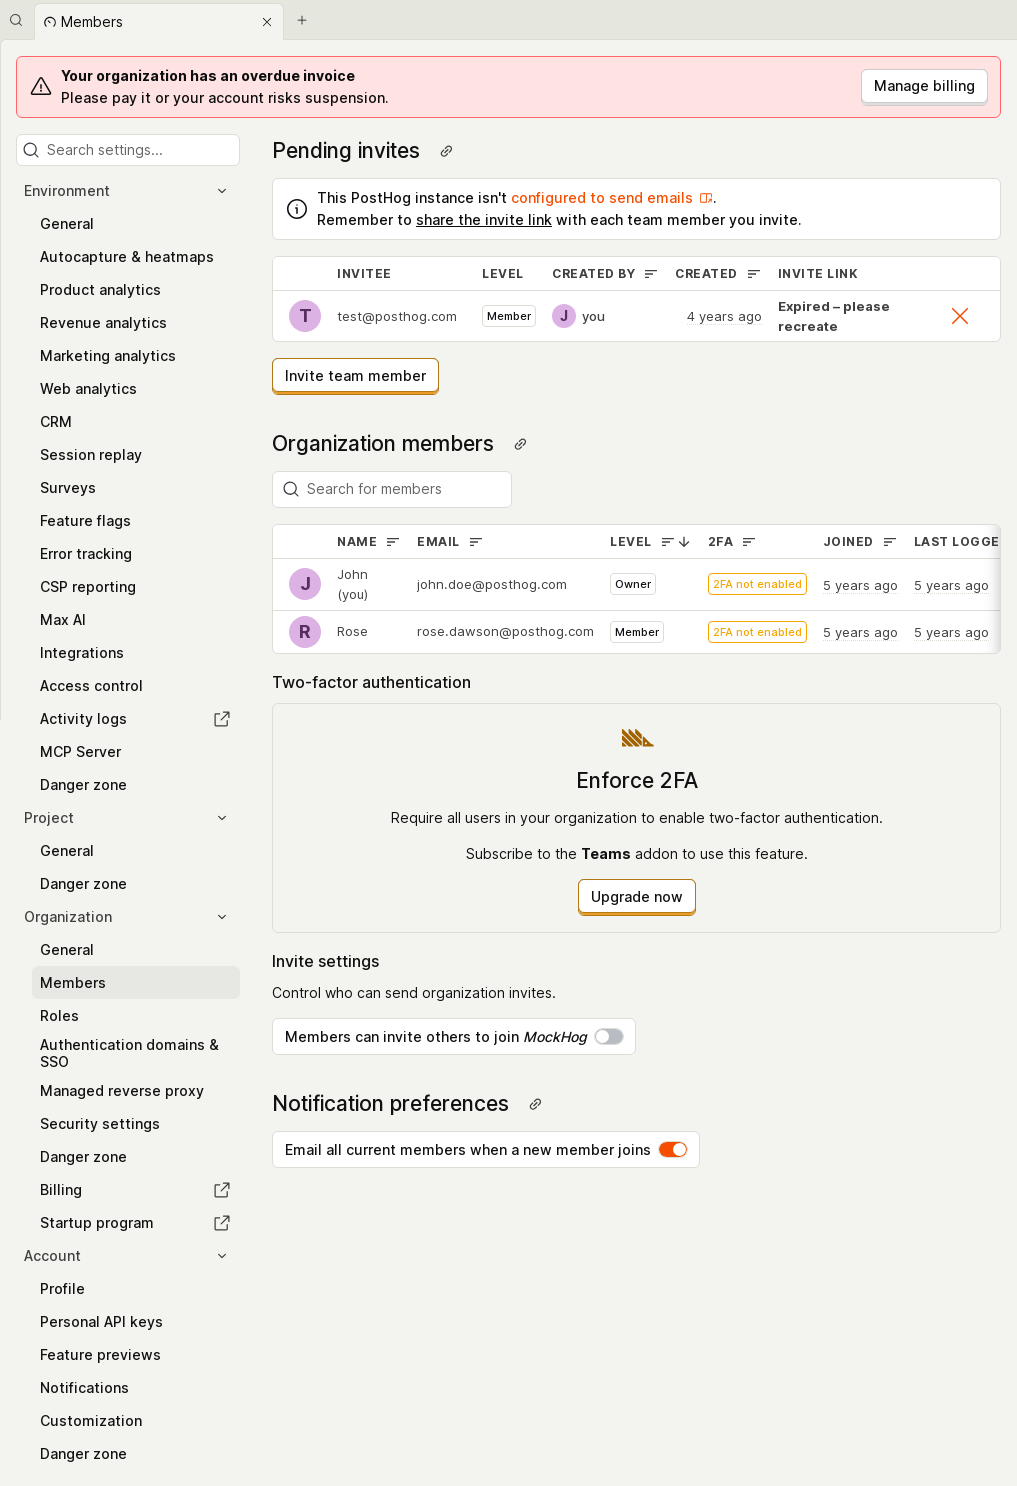 Members
Your organization has an overdue invoice
Please pay it or your account risks suspension.
Manage billing
Search settings...
Environment
General
Autocapture & heatmaps
Product analytics
Revenue analytics
Marketing analytics
Web analytics
CRM
Session replay
Surveys
Feature flags
Error tracking
CSP reporting
Max AI
Integrations
Access control
Activity logs
MCP Server
Danger zone
Project
General
Danger zone
Organization
General
Members
Roles
Authentication domains &
SSO
Managed reverse proxy
Security settings
Danger zone
Billing
Startup program
Account
Profile
Personal API keys
Feature previews
Notifications
Customization
Danger zone
Pending invites
This PostHog instance isn't configured to send emails.
Remember to share the invite link with each team member you invite.
INVITEE LEVEL CREATED BY CREATED INVITE LINK
T test@posthog.com Member J you 4 years ago Expired – please
recreate
Invite team member
Organization members
Search for members
NAME EMAIL LEVEL 2FA JOINED LAST LOGGE
J John
(you) john.doe@posthog.com Owner 2FA not enabled 5 years ago 5 years ago
R Rose rose.dawson@posthog.com Member 2FA not enabled 5 years ago 5 years ago
Two-factor authentication
Enforce 2FA
Require all users in your organization to enable two-factor authentication.
Subscribe to the Teams addon to use this feature.
Upgrade now
Invite settings
Control who can send organization invites.
Members can invite others to join MockHog
Notification preferences
Email all current members when a new member joins